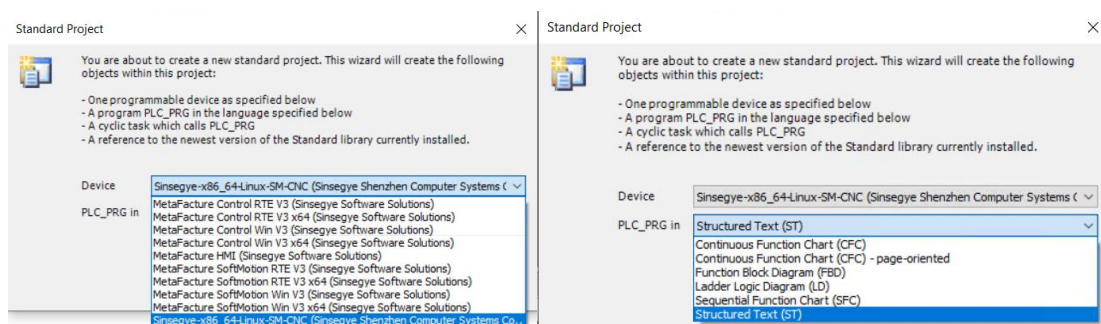 Standard Project
You are about to create a new standard project. This wizard will create the following
objects within this project:
- One programmable device as specified below
- A program PLC_PRG in the language specified below
- A cyclic task which calls PLC_PRG
- A reference to the newest version of the Standard library currently installed.
Device
Sinsegye-x86_64-Linux-SM-CNC (Sinsegye Shenzhen Computer Systems (
PLC_PRG in
MetaFacture Control RTE V3 (Sinsegye Software Solutions)
MetaFacture Control RTE V3 x64 (Sinsegye Software Solutions)
MetaFacture Control Win V3 (Sinsegye Software Solutions)
MetaFacture Control Win V3 x64 (Sinsegye Software Solutions)
MetaFacture HMI (Sinsegye Software Solutions)
MetaFacture SoftMotion RTE V3 (Sinsegye Software Solutions)
MetaFacture SoftMotion RTE V3 x64 (Sinsegye Software Solutions)
MetaFacture SoftMotion Win V3 (Sinsegye Software Solutions)
MetaFacture SoftMotion Win V3 x64 (Sinsegye Software Solutions)
Sinsegye-x86_64-Linux-SM-CNC (Sinsegye Shenzhen Computer Systems Co..
Standard Project
You are about to create a new standard project. This wizard will create the following
objects within this project:
- One programmable device as specified below
- A program PLC_PRG in the language specified below
- A cyclic task which calls PLC_PRG
- A reference to the newest version of the Standard library currently installed.
Device
Sinsegye-x86_64-Linux-SM-CNC (Sinsegye Shenzhen Computer Systems (
PLC_PRG in
Structured Text (ST)
Continuous Function Chart (CFC)
Continuous Function Chart (CFC) - page-oriented
Function Block Diagram (FBD)
Ladder Logic Diagram (LD)
Sequential Function Chart (SFC)
Structured Text (ST)